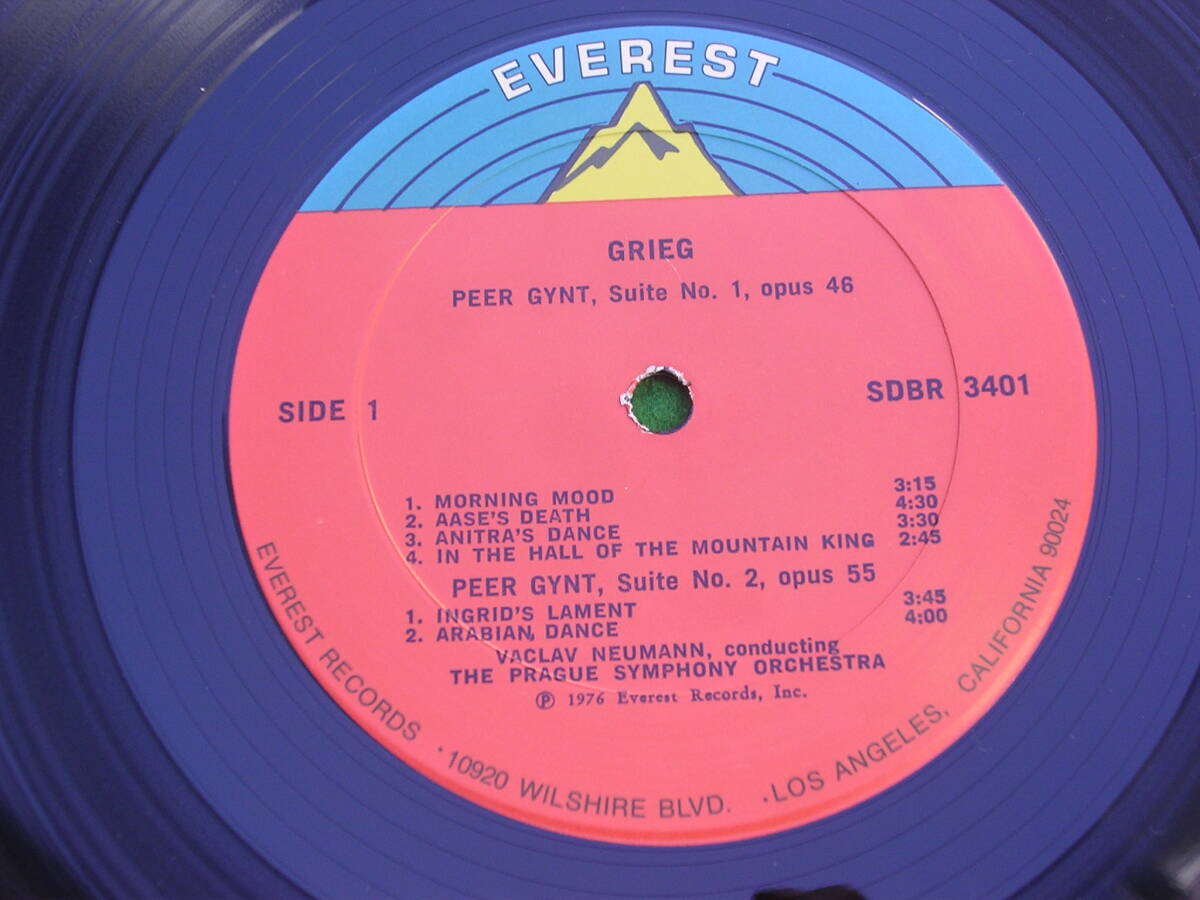 EVEREST
GRIEG
PEER GYNT, Suite No. 1, opus 46
SIDE 1
SDBR 3401
1. MORNING MOOD 3:15
2. AASE'S DEATH 4:30
3. ANITRA'S DANCE 3:30
4. IN THE HALL OF THE MOUNTAIN KING 2:45
PEER GYNT, Suite No. 2, opus 55
1. INGRID'S LAMENT 3:45
2. ARABIAN DANCE 4:00
VACLAV NEUMANN, conducting
THE PRAGUE SYMPHONY ORCHESTRA
℗ 1976 Everest Records, Inc.
EVEREST RECORDS · 10920 WILSHIRE BLVD. · LOS ANGELES, CALIFORNIA 90024